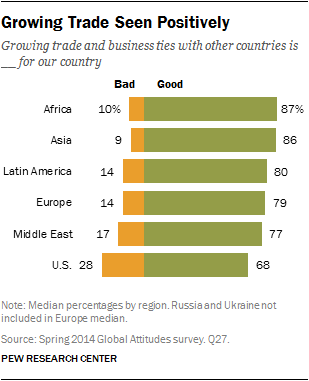 Growing Trade Seen Positively
Growing trade and business ties with other countries is
__ for our country
Bad Good
Africa 10% 87%
Asia 9 86
Latin America 14 80
Europe 14 79
Middle East 17 77
U.S. 28 68
Note: Median percentages by region. Russia and Ukraine not
included in Europe median.
Source: Spring 2014 Global Attitudes survey. Q27.
PEW RESEARCH CENTER